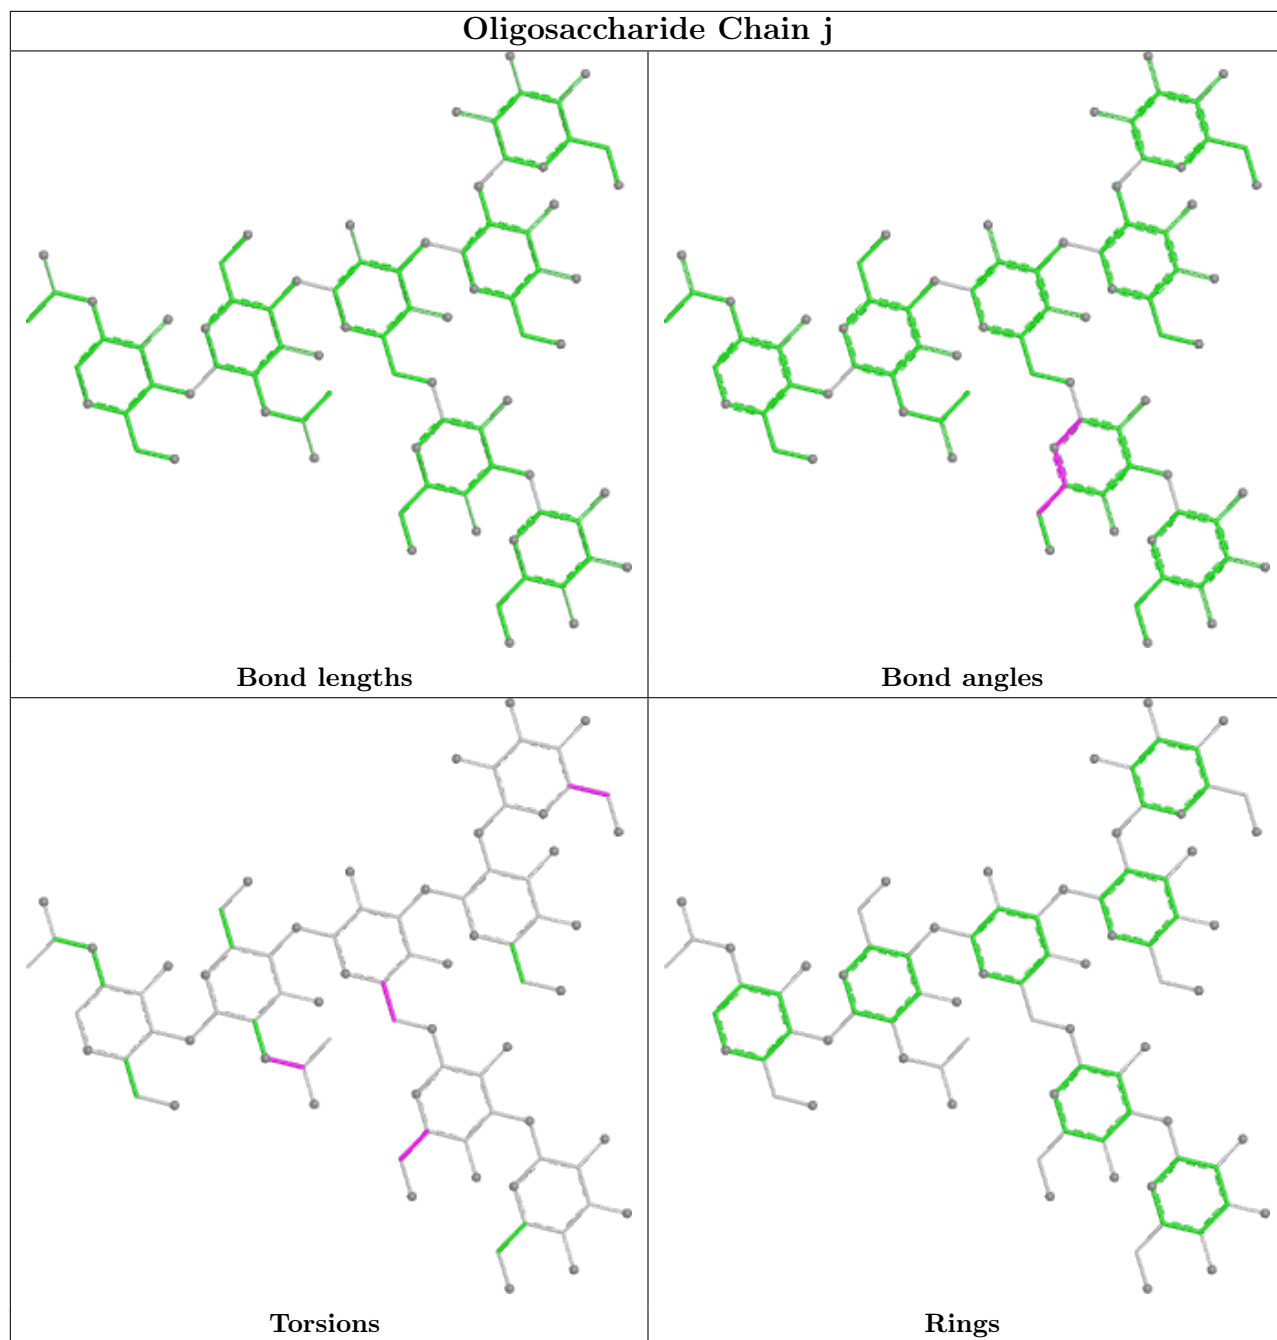 Oligosaccharide Chain j
Bond lengths
Bond angles
Torsions
Rings